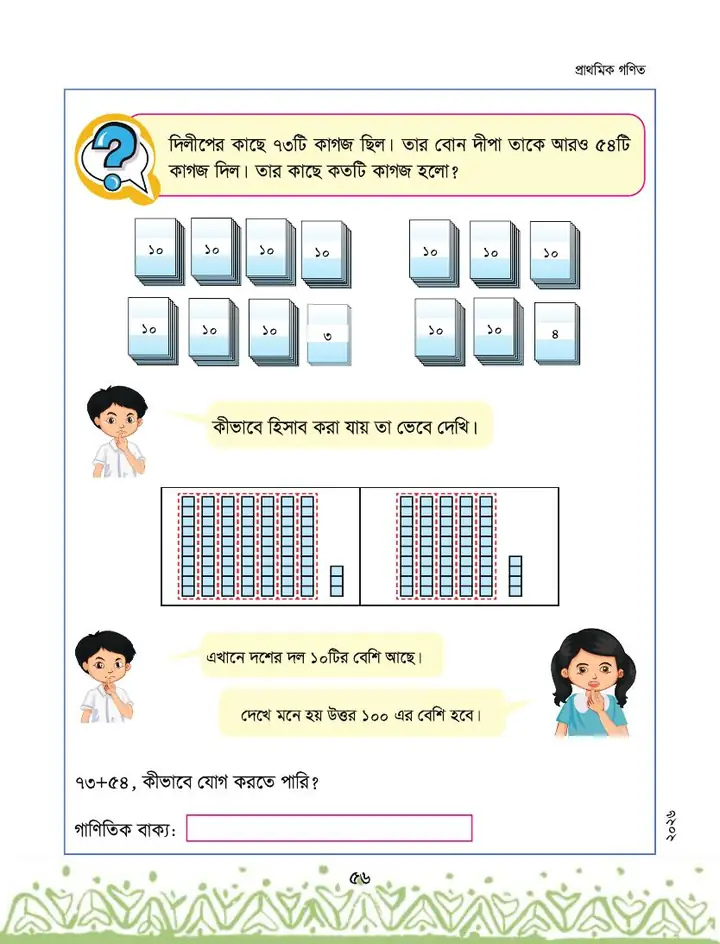 প্রাথমিক গণিত
দিলীপের কাছে ৭৩টি কাগজ ছিল। তার বোন দীপা তাকে আরও ৫৪টি
কাগজ দিল। তার কাছে কতটি কাগজ হলো?
১০ ১০ ১০ ১০ ১০ ১০ ১০
১০ ১০ ১০ ৩ ১০ ১০ ৪
কীভাবে হিসাব করা যায় তা ভেবে দেখি।
এখানে দশের দল ১০টির বেশি আছে।
দেখে মনে হয় উত্তর ১০০ এর বেশি হবে।
৭৩+৫৪, কীভাবে যোগ করতে পারি?
গাণিতিক বাক্য:
২০২৬
৫৬